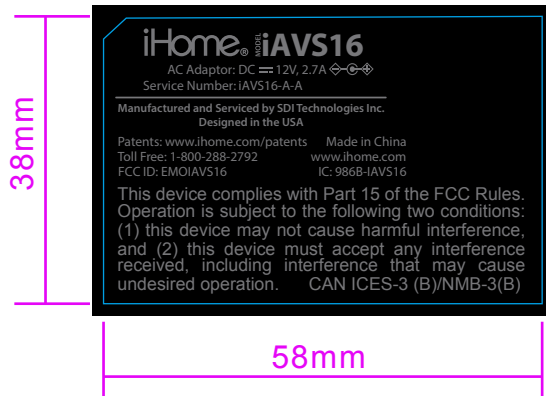 iHome® MODEL iAVS16
AC Adaptor: DC 12V, 2.7A
Service Number: iAVS16-A-A
Manufactured and Serviced by SDI Technologies Inc.
Designed in the USA
Patents: www.ihome.com/patents Made in China
Toll Free: 1-800-288-2792 www.ihome.com
FCC ID: EMOIAVS16 IC: 986B-IAVS16
This device complies with Part 15 of the FCC Rules.
Operation is subject to the following two conditions:
(1) this device may not cause harmful interference,
and (2) this device must accept any interference
received, including interference that may cause
undesired operation. CAN ICES-3 (B)/NMB-3(B)
38mm
58mm